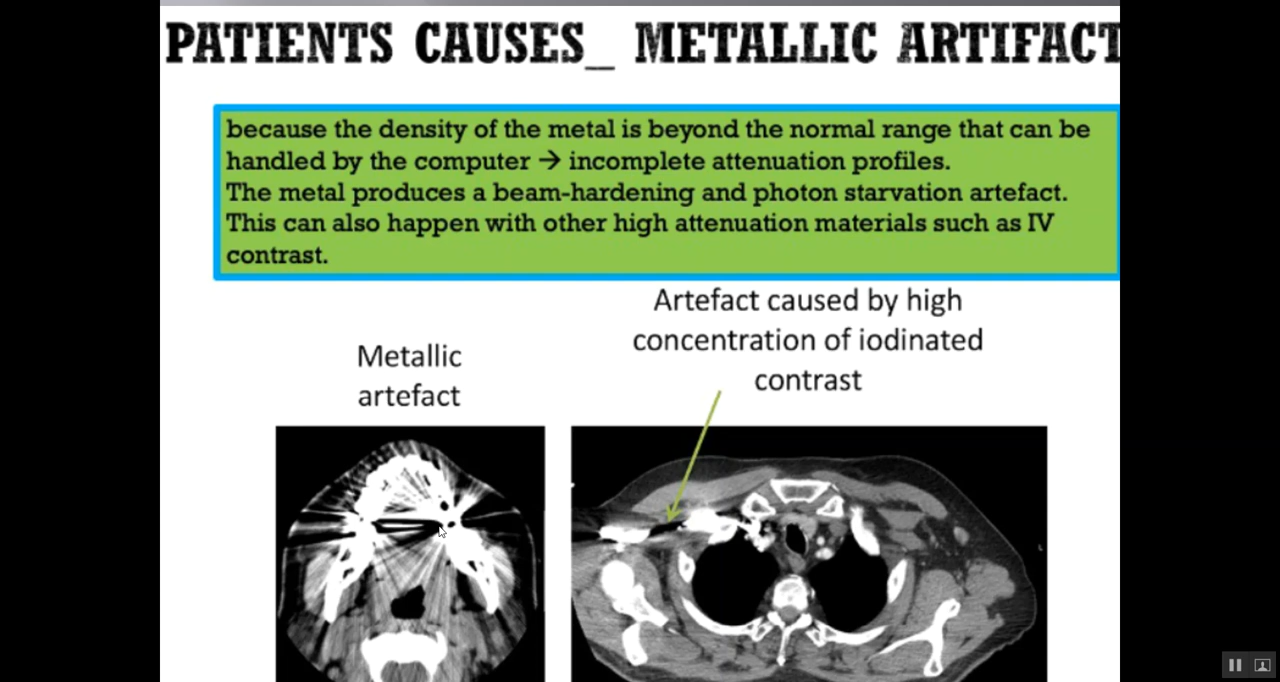 PATIENTS CAUSES_ METALLIC ARTIFACT
because the density of the metal is beyond the normal range that can be
handled by the computer → incomplete attenuation profiles.
The metal produces a beam-hardening and photon starvation artefact.
This can also happen with other high attenuation materials such as IV
contrast.
Artefact caused by high
concentration of iodinated
contrast
Metallic
artefact